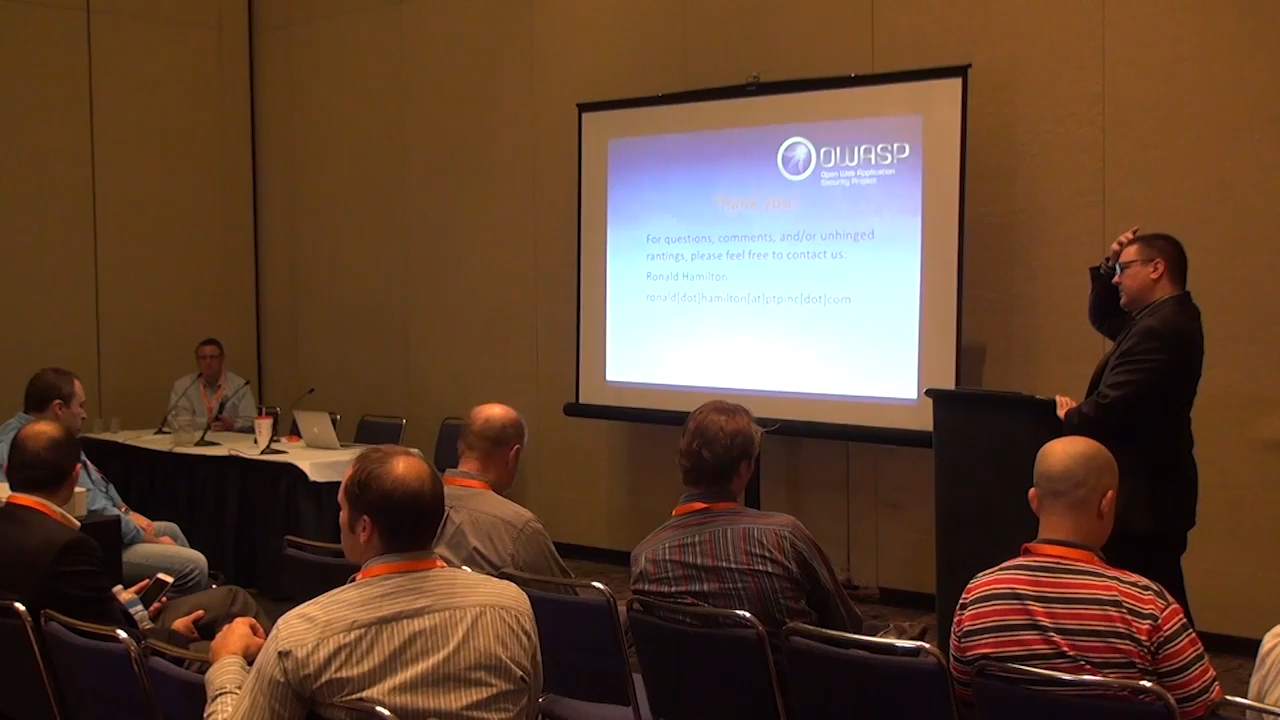 OWASP
Open Web Application
Security Project
Thank You!
For questions, comments, and/or unhinged
rantings, please feel free to contact us:
Ronald Hamilton
ronald[dot]hamilton[at]ptpinc[dot]com